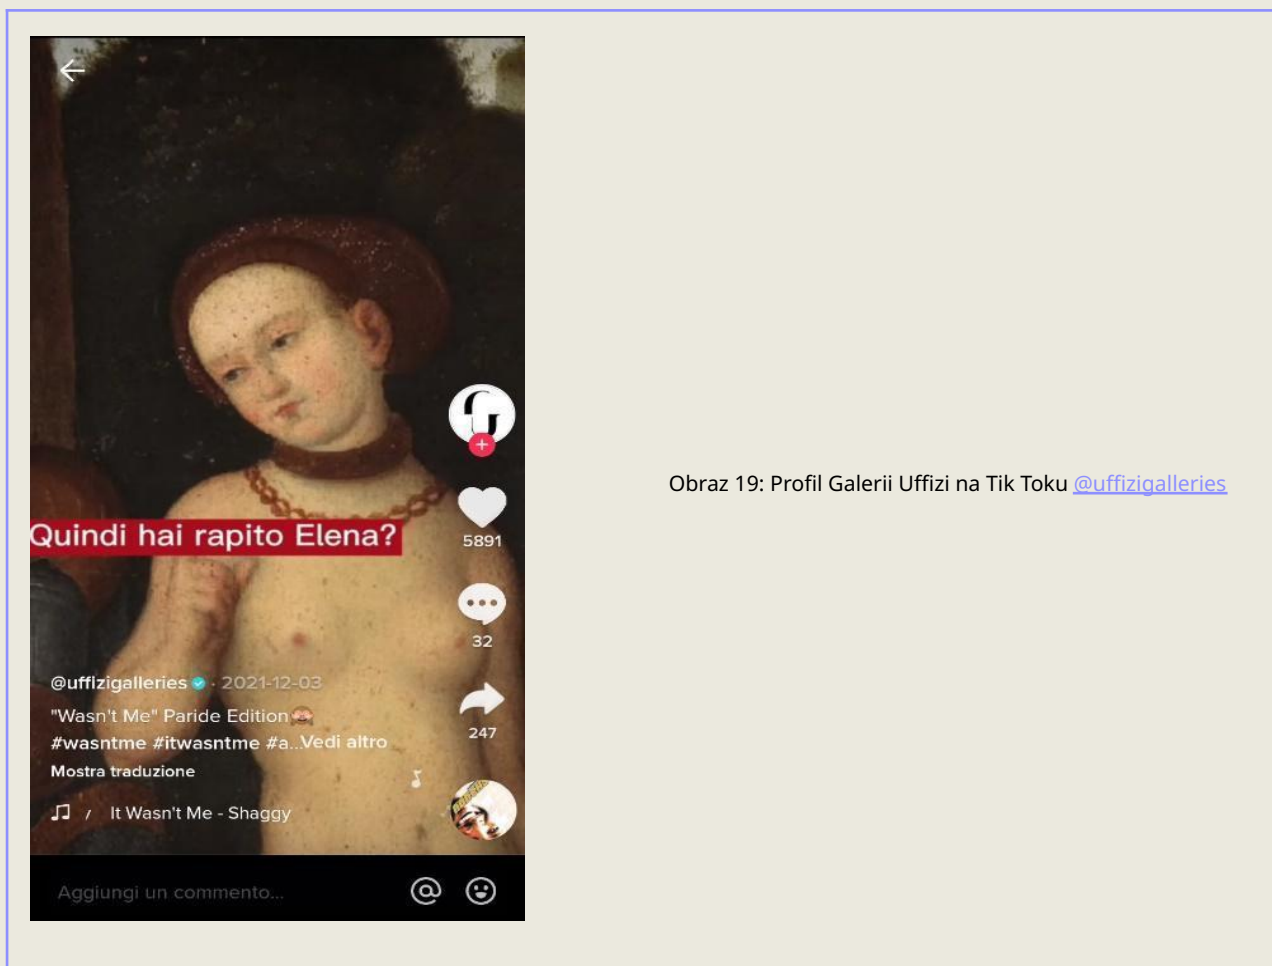 Quindi hai rapito Elena?
5891
32
@uffizigalleries · 2021-12-03
"Wasn't Me" Paride Edition🙈
#wasntme #itwasntme #a...Vedi altro
247
Mostra traduzione
It Wasn't Me - Shaggy
Aggiungi un commento...
Obraz 19: Profil Galerii Uffizi na Tik Toku @uffizigalleries